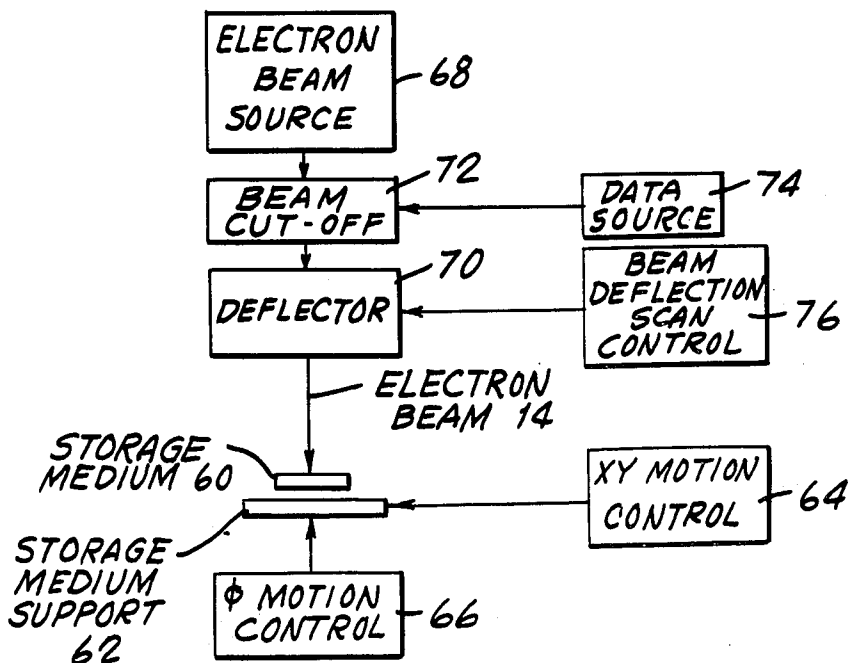 ELECTRON
BEAM
SOURCE
68
72
BEAM
CUT-OFF
DATA
SOURCE
74
70
DEFLECTOR
BEAM
DEFLECTION
SCAN
CONTROL
76
ELECTRON
BEAM 14
STORAGE
MEDIUM 60
XY MOTION
CONTROL
64
STORAGE
MEDIUM
SUPPORT
62
ϕ MOTION
CONTROL
66